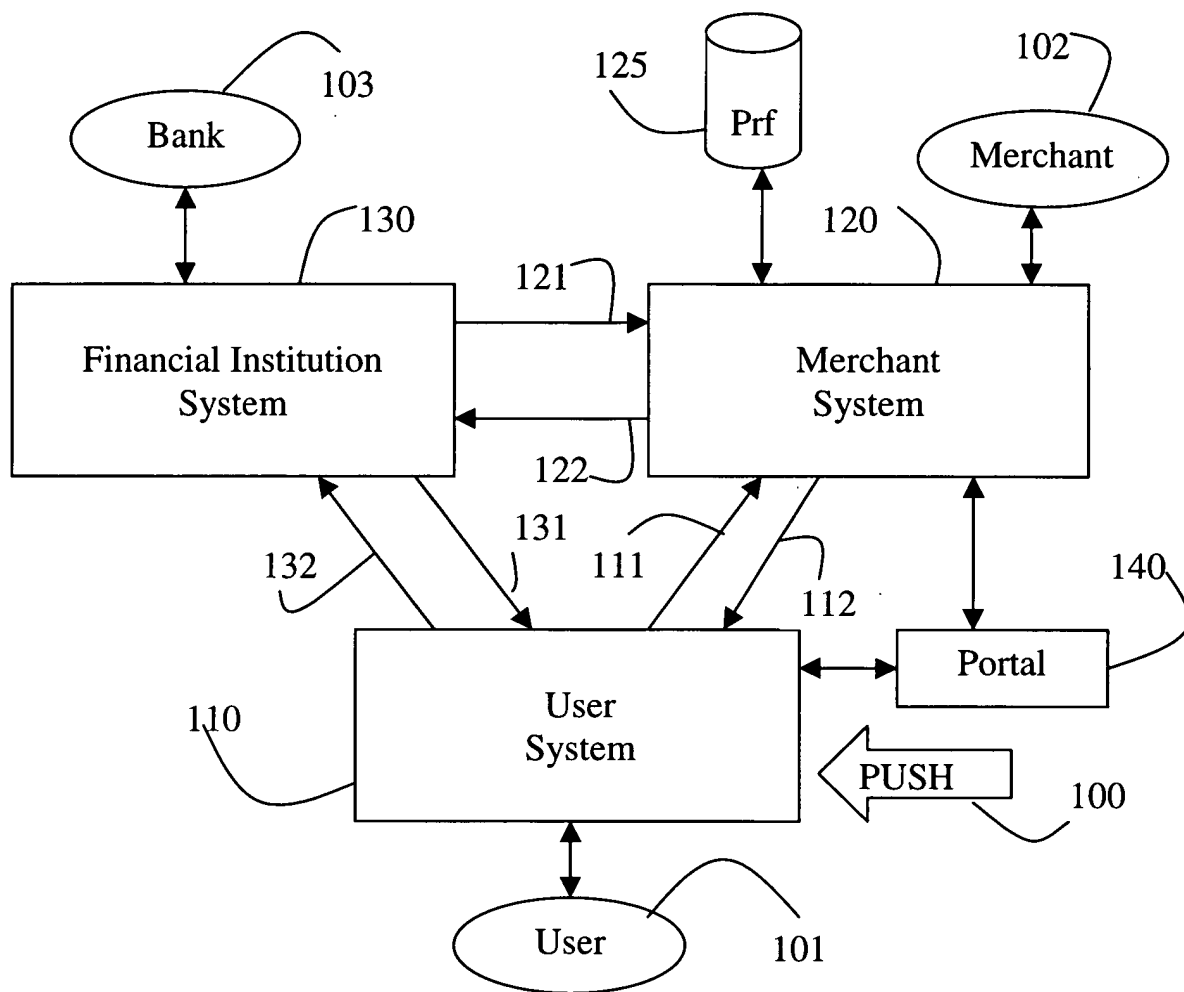 103
125
102
Bank
Prf
Merchant
130
120
121
Financial Institution
System
Merchant
System
122
132
131
111
112
140
Portal
110
User
System
PUSH
100
User
101